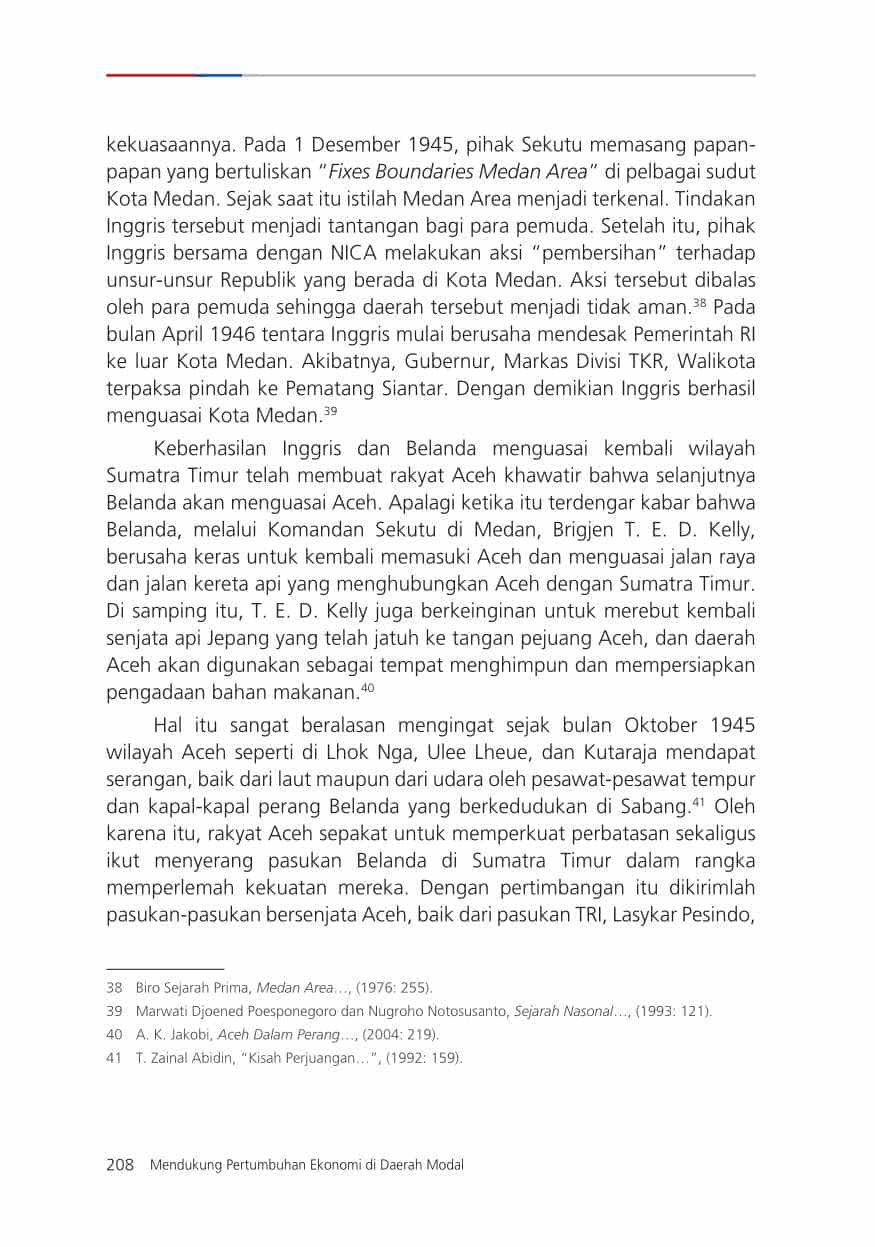 kekuasaannya. Pada 1 Desember 1945, pihak Sekutu memasang papan-
papan yang bertuliskan “Fixes Boundaries Medan Area” di pelbagai sudut
Kota Medan. Sejak saat itu istilah Medan Area menjadi terkenal. Tindakan
Inggris tersebut menjadi tantangan bagi para pemuda. Setelah itu, pihak
Inggris bersama dengan NICA melakukan aksi “pembersihan” terhadap
unsur-unsur Republik yang berada di Kota Medan. Aksi tersebut dibalas
oleh para pemuda sehingga daerah tersebut menjadi tidak aman.38 Pada
bulan April 1946 tentara Inggris mulai berusaha mendesak Pemerintah RI
ke luar Kota Medan. Akibatnya, Gubernur, Markas Divisi TKR, Walikota
terpaksa pindah ke Pematang Siantar. Dengan demikian Inggris berhasil
menguasai Kota Medan.39
Keberhasilan Inggris dan Belanda menguasai kembali wilayah
Sumatra Timur telah membuat rakyat Aceh khawatir bahwa selanjutnya
Belanda akan menguasai Aceh. Apalagi ketika itu terdengar kabar bahwa
Belanda, melalui Komandan Sekutu di Medan, Brigjen T. E. D. Kelly,
berusaha keras untuk kembali memasuki Aceh dan menguasai jalan raya
dan jalan kereta api yang menghubungkan Aceh dengan Sumatra Timur.
Di samping itu, T. E. D. Kelly juga berkeinginan untuk merebut kembali
senjata api Jepang yang telah jatuh ke tangan pejuang Aceh, dan daerah
Aceh akan digunakan sebagai tempat menghimpun dan mempersiapkan
pengadaan bahan makanan.40
Hal itu sangat beralasan mengingat sejak bulan Oktober 1945
wilayah Aceh seperti di Lhok Nga, Ulee Lheue, dan Kutaraja mendapat
serangan, baik dari laut maupun dari udara oleh pesawat-pesawat tempur
dan kapal-kapal perang Belanda yang berkedudukan di Sabang.41 Oleh
karena itu, rakyat Aceh sepakat untuk memperkuat perbatasan sekaligus
ikut menyerang pasukan Belanda di Sumatra Timur dalam rangka
memperlemah kekuatan mereka. Dengan pertimbangan itu dikirimlah
pasukan-pasukan bersenjata Aceh, baik dari pasukan TRI, Lasykar Pesindo,
38 Biro Sejarah Prima, Medan Area…, (1976: 255).
39 Marwati Djoened Poesponegoro dan Nugroho Notosusanto, Sejarah Nasonal…, (1993: 121).
40 A. K. Jakobi, Aceh Dalam Perang…, (2004: 219).
41 T. Zainal Abidin, “Kisah Perjuangan…”, (1992: 159).
208 Mendukung Pertumbuhan Ekonomi di Daerah Modal